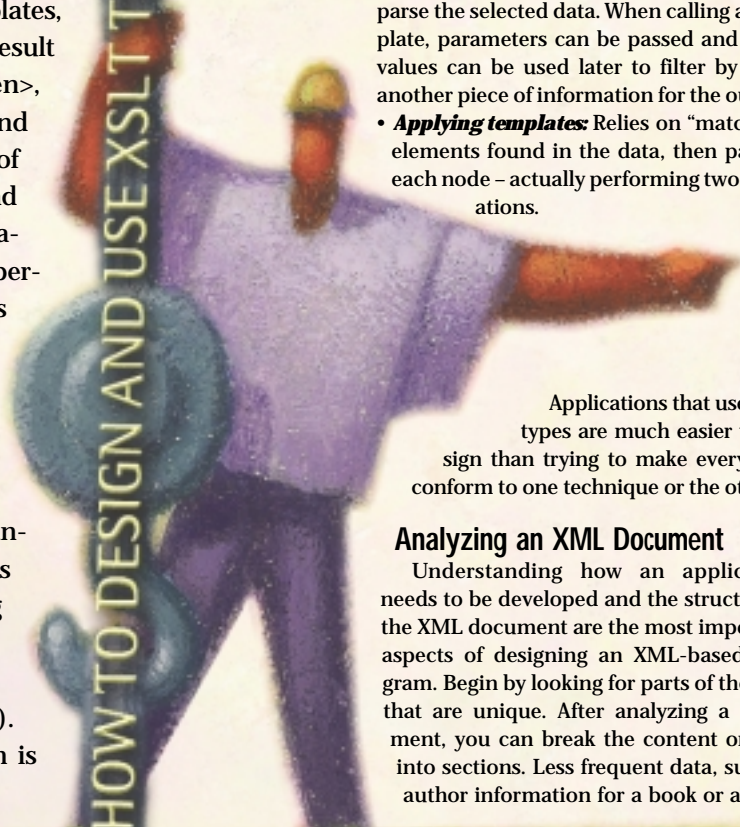 plates,
esult
en>,
nd
of
d
a-
per-
s
n-
s
g
).
n is
HOW TO DESIGN AND USE XSLT T
parse the selected data. When calling a
plate, parameters can be passed and
values can be used later to filter by
another piece of information for the ou
• Applying templates: Relies on “matc
elements found in the data, then pa
each node – actually performing two
ations.
Applications that use
types are much easier
sign than trying to make every
conform to one technique or the ot
Analyzing an XML Document
Understanding how an applic
needs to be developed and the struct
the XML document are the most impo
aspects of designing an XML-based
gram. Begin by looking for parts of the
that are unique. After analyzing a
ment, you can break the content or
into sections. Less frequent data, su
author information for a book or a